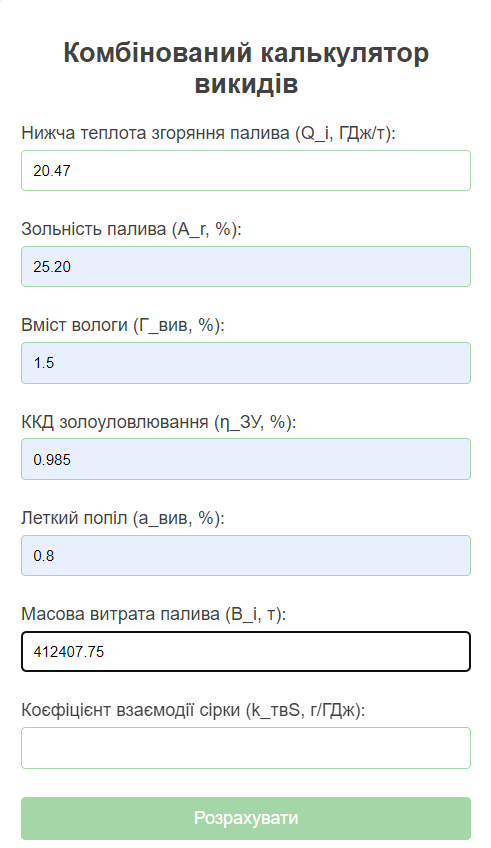 Комбінований калькулятор
викидів
Нижча теплота згоряння палива (Q_i, ГДж/т):
20.47
Зольність палива (A_r, %):
25.20
Вміст вологи (Г_вив, %):
1.5
ККД золоуловлювання (η_ЗУ, %):
0.985
Леткий попіл (а_вив, %):
0.8
Масова витрата палива (B_i, т):
412407.75
Коєфіцієнт взаємодії сірки (k_твS, г/ГДж):
Розрахувати